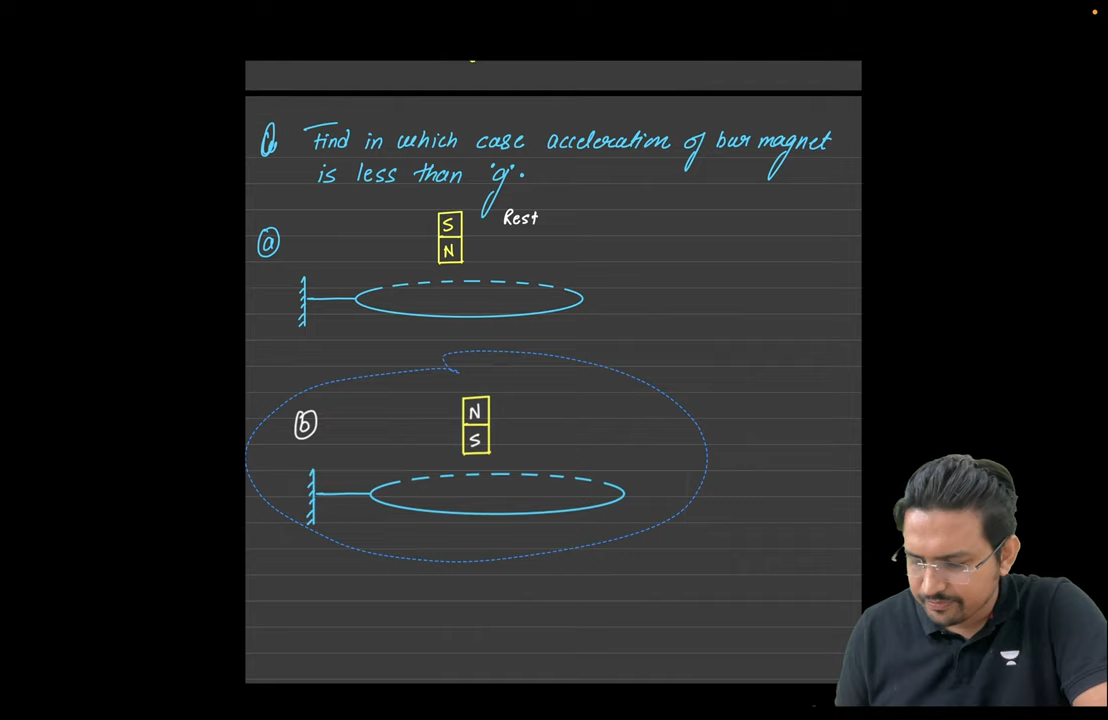 Q Find in which case acceleration of bar magnet
is less than "g".
Rest
S
N
a
b
N
S